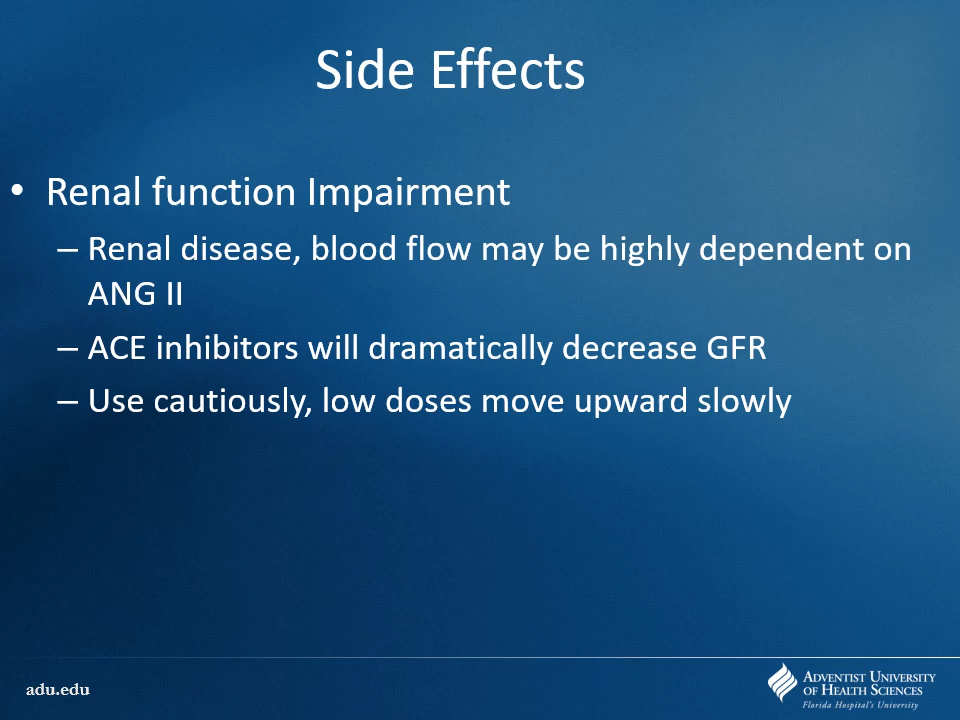 Side Effects
• Renal function Impairment
– Renal disease, blood flow may be highly dependent on
ANG II
– ACE inhibitors will dramatically decrease GFR
– Use cautiously, low doses move upward slowly
adu.edu
ADVENTIST UNIVERSITY
OF HEALTH SCIENCES
Florida Hospital's University